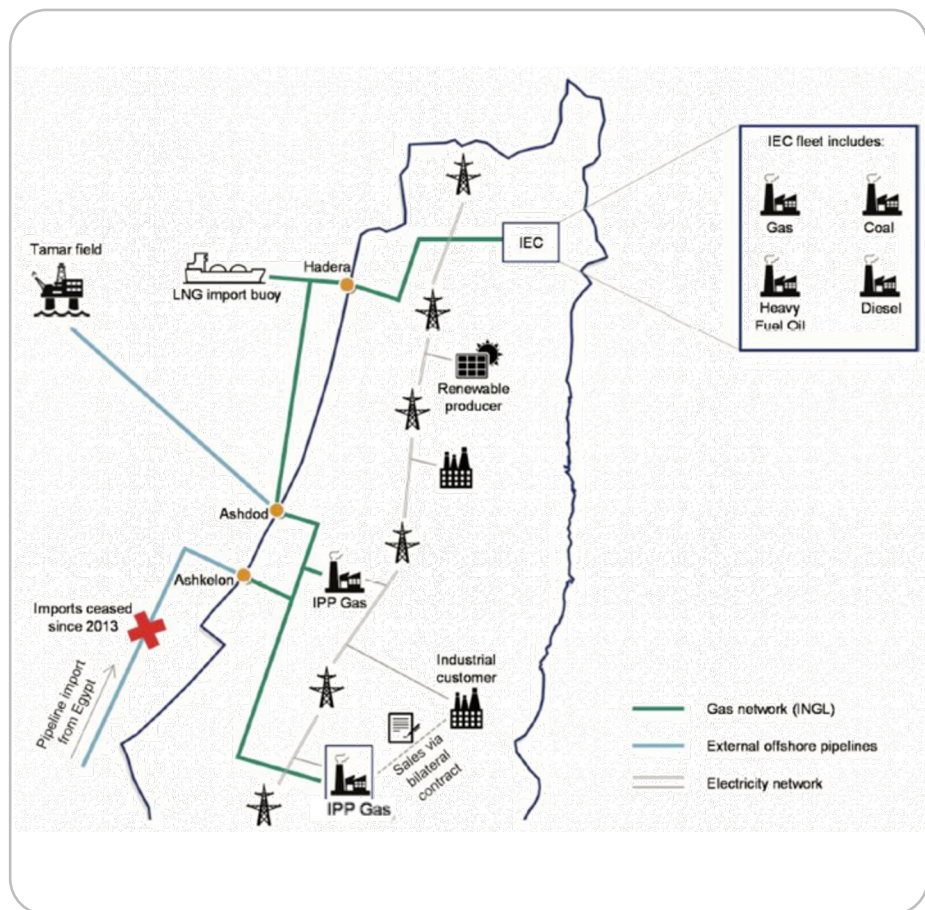 IEC fleet includes:
Gas
Coal
Heavy
Fuel Oil
Diesel
IEC
Tamar field
Hadera
LNG import buoy
Renewable
producer
Ashdod
Ashkelon
IPP Gas
Imports ceased
since 2013
Pipeline import
from Egypt
Industrial
customer
Sales via
bilateral
contract
IPP Gas
Gas network (INGL)
External offshore pipelines
Electricity network